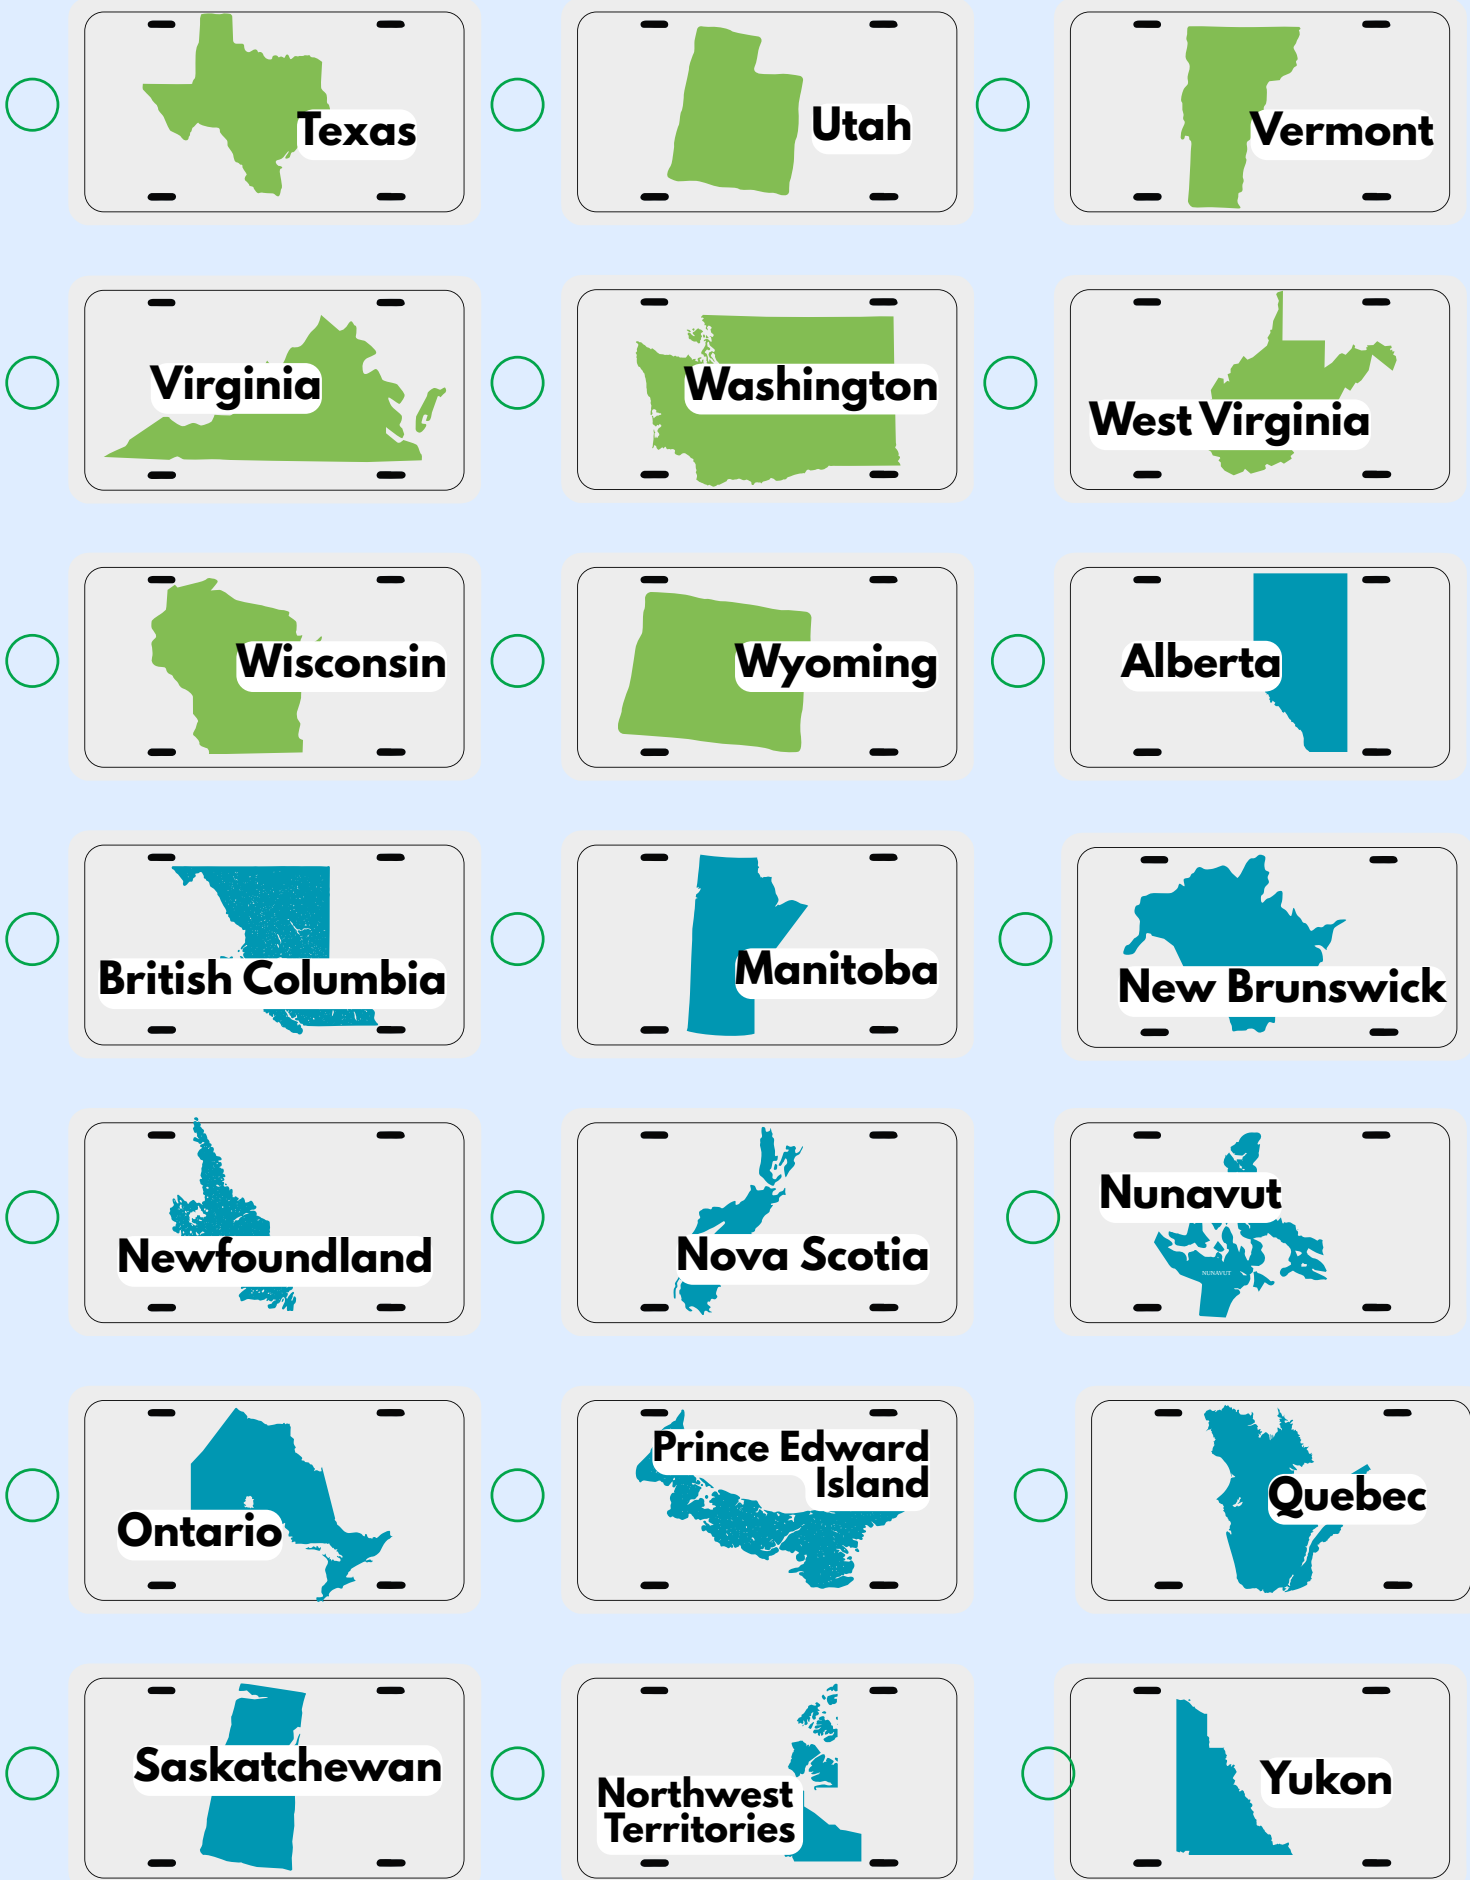 Texas
Utah
Vermont
Virginia
Washington
West Virginia
Wisconsin
Wyoming
Alberta
British Columbia
Manitoba
New Brunswick
Newfoundland
Nova Scotia
Nunavut
NUNAVUT
Ontario
Prince Edward
Island
Quebec
Saskatchewan
Northwest
Territories
Yukon